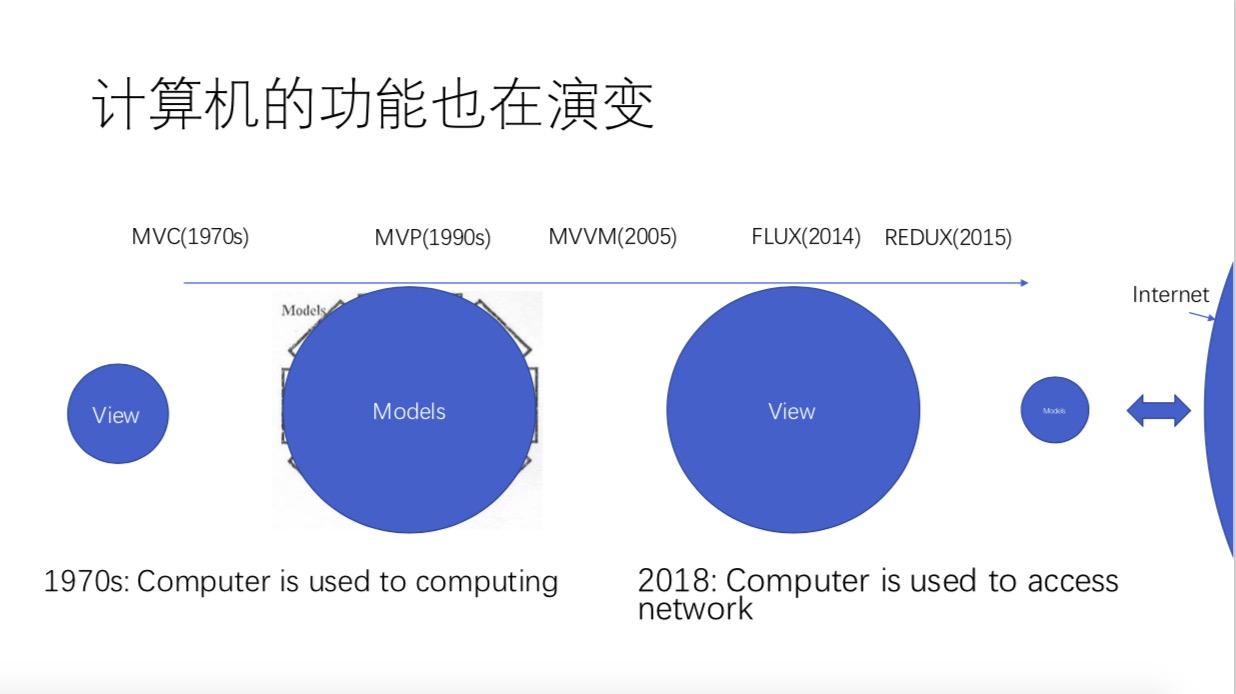 计算机的功能也在演变
MVC(1970s)
MVP(1990s)
MVVM(2005)
FLUX(2014)
REDUX(2015)
Internet
Models
View
Models
View
Models
1970s: Computer is used to computing
2018: Computer is used to access
network